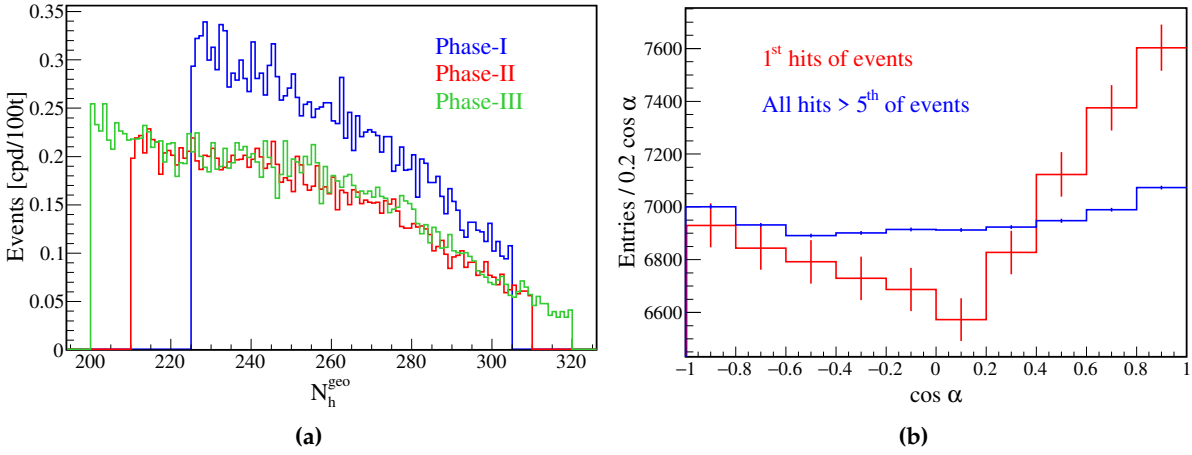 0.35
0.3
0.25
0.2
0.15
0.1
0.05
0
Events [cpd/100t]
Phase-I
Phase-II
Phase-III
200 220 240 260 280 300 320
N_h^geo
(a)
7600
7400
7200
7000
6800
6600
Entries / 0.2 cos α
1st hits of events
All hits > 5th of events
−1 −0.8 −0.6 −0.4 −0.2 0 0.2 0.4 0.6 0.8 1
cos α
(b)